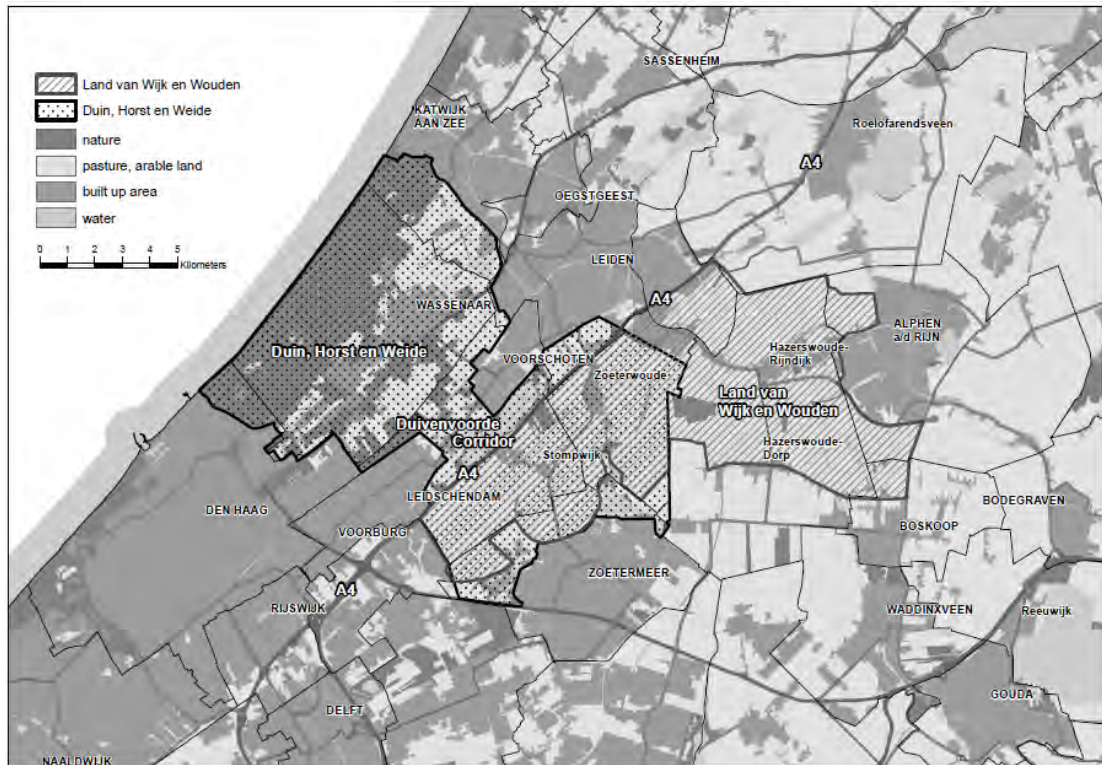 Land van Wijk en Wouden
Duin, Horst en Weide
nature
pasture, arable land
built up area
water
0 1 2 3 4 5
Kilometers
SASSENHEIM
KATWIJK
AAN ZEE
Roelofarendsveen
A4
OEGSTGEEST
LEIDEN
A4
WASSENAAR
ALPHEN
a/d RIJN
Duin, Horst en Weide
VOORSCHOTEN
Hazerswoude-
Rijndijk
Zoeterwoude
Land van
Wijk en Wouden
Duivenvoorde
Corridor
Stompwijk
Hazerswoude-
Dorp
A4
LEIDSCHENDAM
DEN HAAG
BODEGRAVEN
BOSKOOP
VOORBURG
ZOETERMEER
A4
RIJSWIJK
WADDINXVEEN
Reeuwijk
GOUDA
DELFT
NAALDWIJK